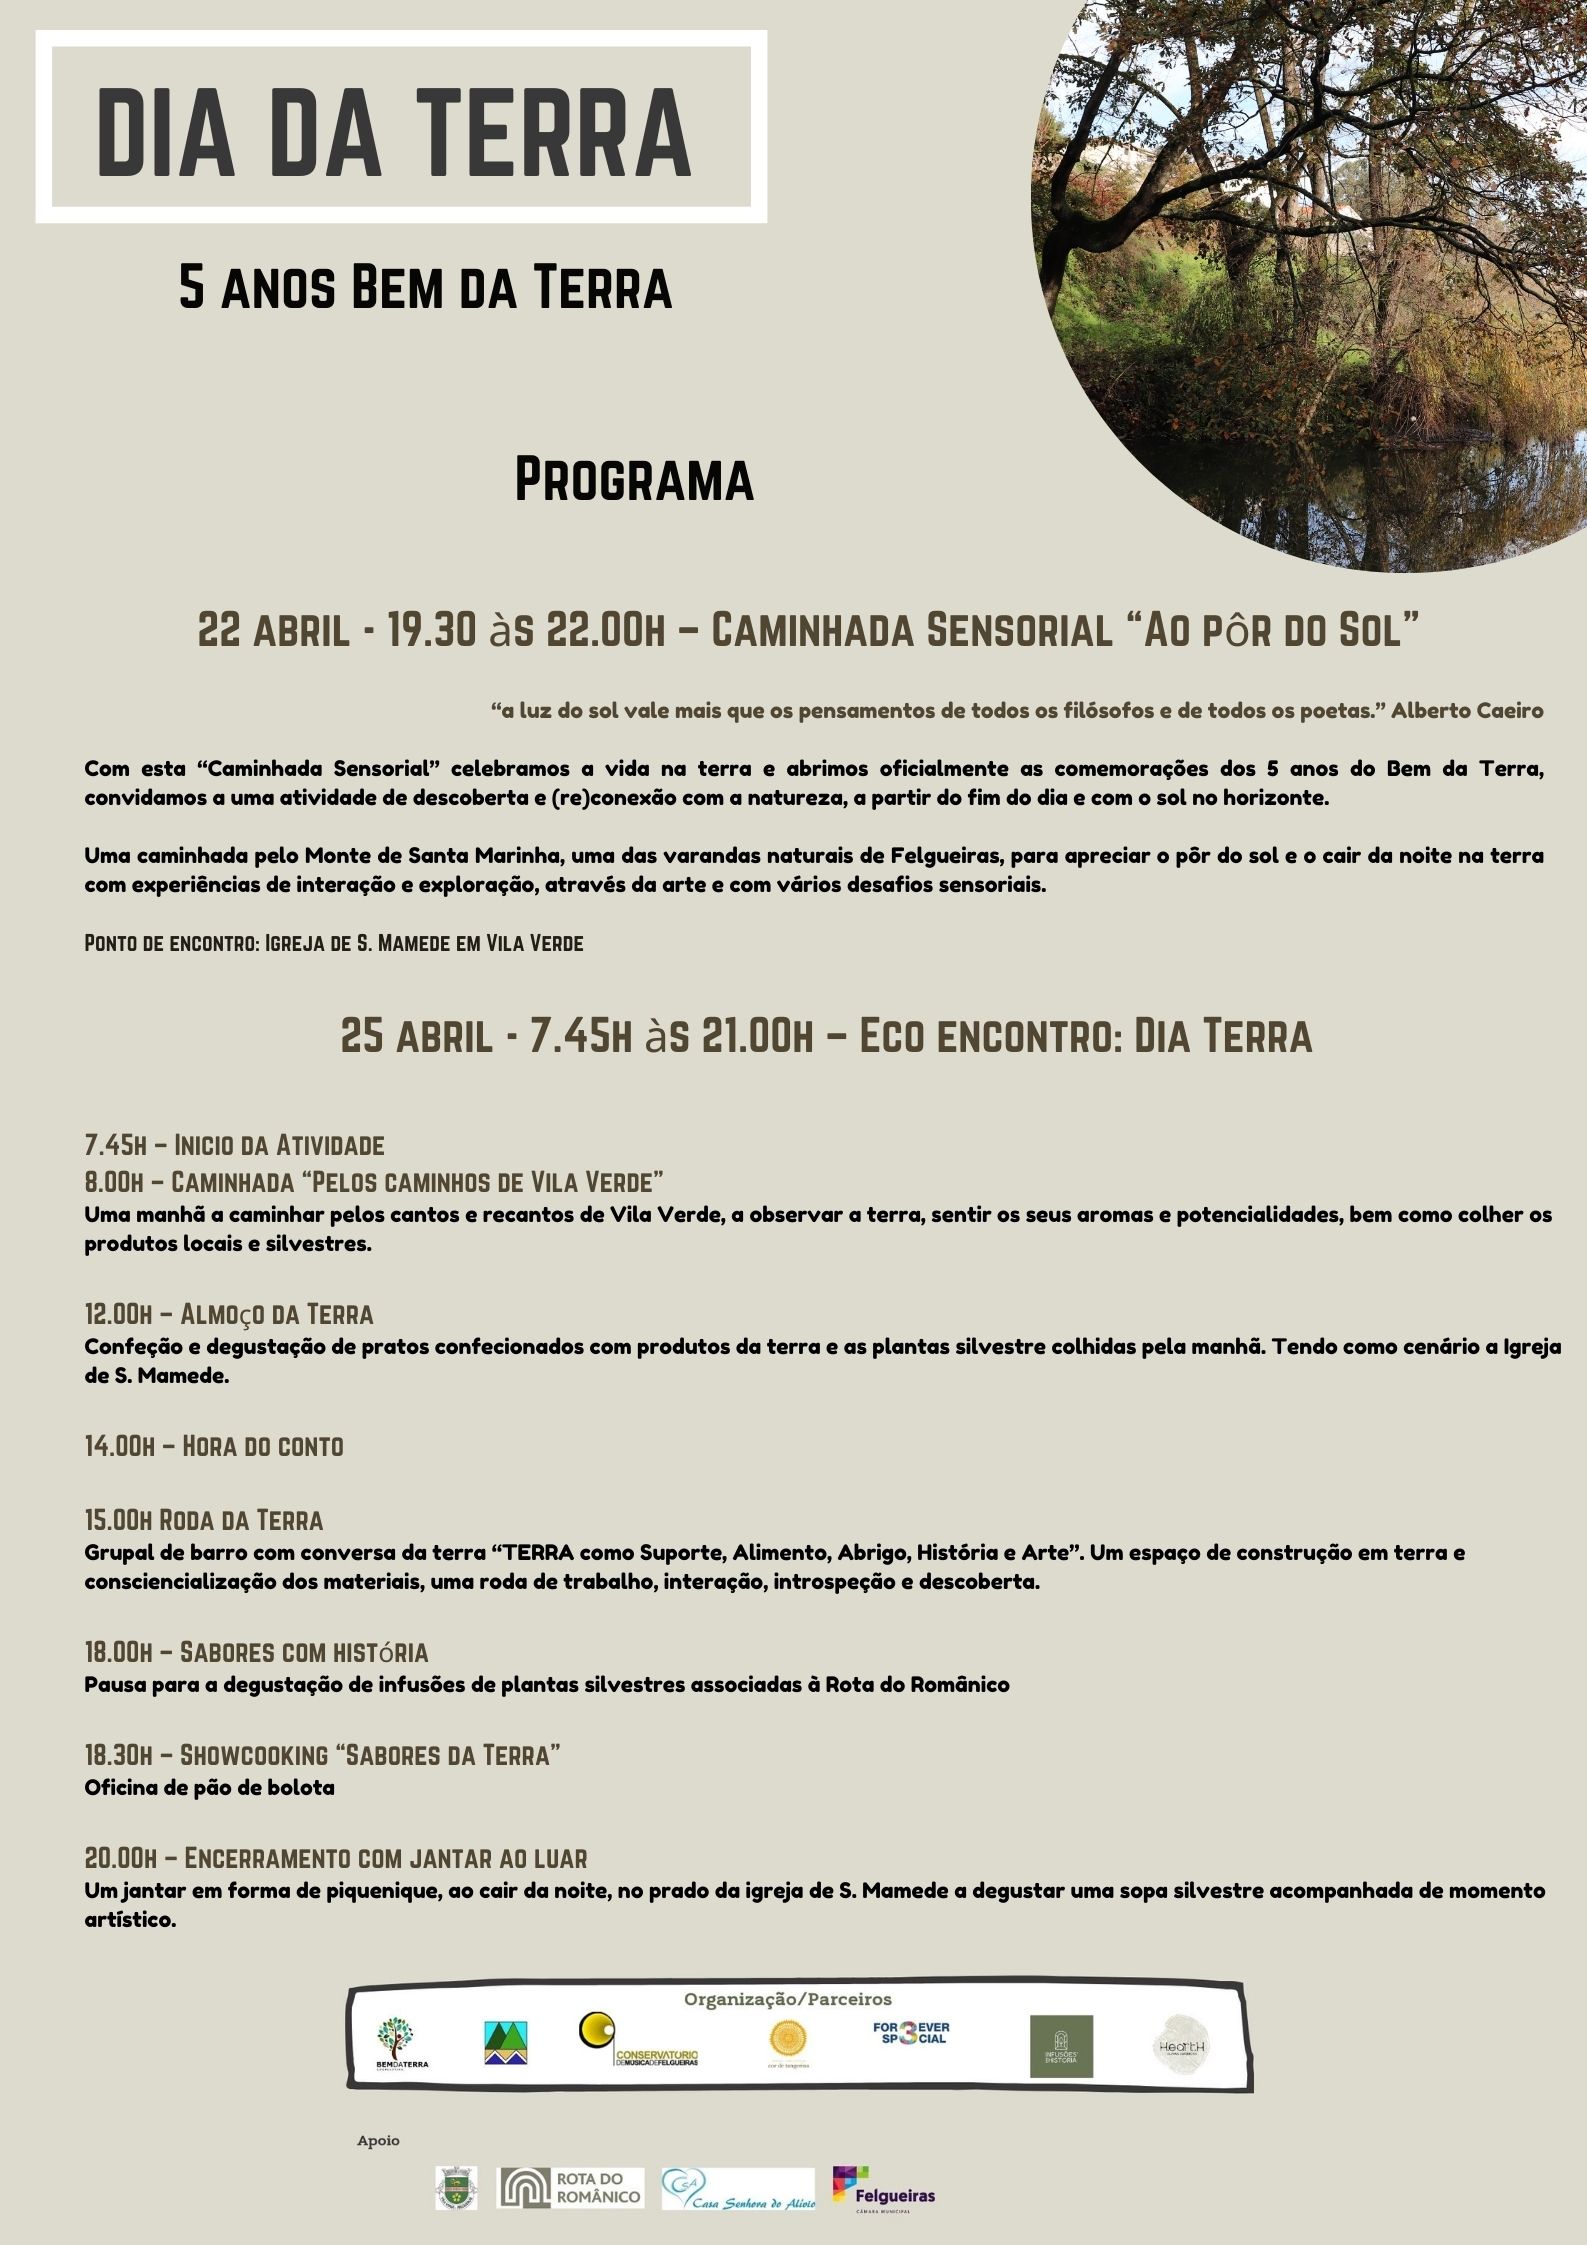 DIA DA TERRA
5 anos Bem da Terra
Programa
22 abril - 19.30 às 22.00h – Caminhada Sensorial “Ao pôr do Sol”
“a luz do sol vale mais que os pensamentos de todos os filósofos e de todos os poetas.” Alberto Caeiro
Com esta “Caminhada Sensorial” celebramos a vida na terra e abrimos oficialmente as comemorações dos 5 anos do Bem da Terra,
convidamos a uma atividade de descoberta e (re)conexão com a natureza, a partir do fim do dia e com o sol no horizonte.
Uma caminhada pelo Monte de Santa Marinha, uma das varandas naturais de Felgueiras, para apreciar o pôr do sol e o cair da noite na terra
com experiências de interação e exploração, através da arte e com vários desafios sensoriais.
Ponto de encontro: Igreja de S. Mamede em Vila Verde
25 abril - 7.45h às 21.00h – Eco encontro: Dia Terra
7.45h – Inicio da Atividade
8.00h – Caminhada “Pelos caminhos de Vila Verde”
Uma manhã a caminhar pelos cantos e recantos de Vila Verde, a observar a terra, sentir os seus aromas e potencialidades, bem como colher os
produtos locais e silvestres.
12.00h – Almoço da Terra
Confeção e degustação de pratos confecionados com produtos da terra e as plantas silvestre colhidas pela manhã. Tendo como cenário a Igreja
de S. Mamede.
14.00h – Hora do conto
15.00h Roda da Terra
Grupal de barro com conversa da terra “TERRA como Suporte, Alimento, Abrigo, História e Arte”. Um espaço de construção em terra e
consciencialização dos materiais, uma roda de trabalho, interação, introspeção e descoberta.
18.00h – Sabores com história
Pausa para a degustação de infusões de plantas silvestres associadas à Rota do Românico
18.30h – Showcooking “Sabores da Terra”
Oficina de pão de bolota
20.00h – Encerramento com jantar ao luar
Um jantar em forma de piquenique, ao cair da noite, no prado da igreja de S. Mamede a degustar uma sopa silvestre acompanhada de momento
artístico.
Organização/Parceiros
BEMDATERRA
CONSERVATORIO
DEMUSICADEFELGUEIRAS
cor de tangerina
FOR3EVER
SPECIAL
INFUSÕES
HISTORIA
HeartH
Apoio
ROTA DO
ROMÂNICO
CSA
Casa Senhora do Alívio
Felgueiras
CÂMARA MUNICIPAL